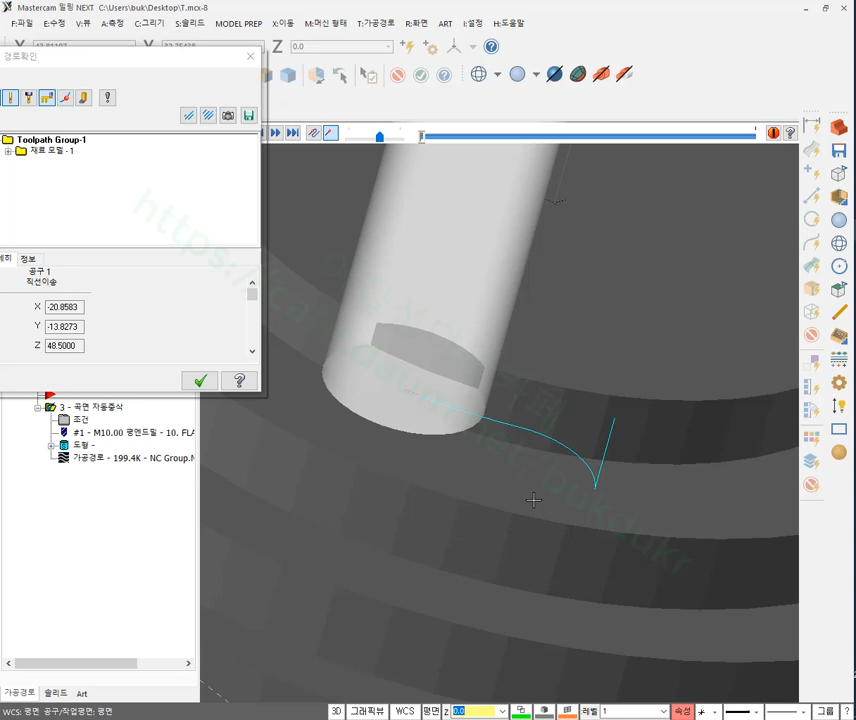 Mastercam 밀링 NEXT C:\Users\buk\Desktop\T.mcx-8
F:파일 E:수정 V:뷰 A:측정 C:그리기 S:솔리드 MODEL PREP X:이동 M:머신 형태 T:가공경로 R:화면 ART I:설정 H:도움말
Z 0.0
경로확인
Toolpath Group-1
재료 모델 - 1
정보
공구 1
직선이송
X -20.8583
Y -13.8273
Z 48.5000
3 - 곡면 자동중삭
조건
#1 - M10.00 평엔드밀 - 10. FLA
도형 -
가공경로 - 199.4K - NC Group.N
가공경로 솔리드 Art
WCS: 평면 공구/작업평면: 평면
3D 그래픽뷰 WCS 평면 Z 0.0 레벨 1 속성 그룹 ?